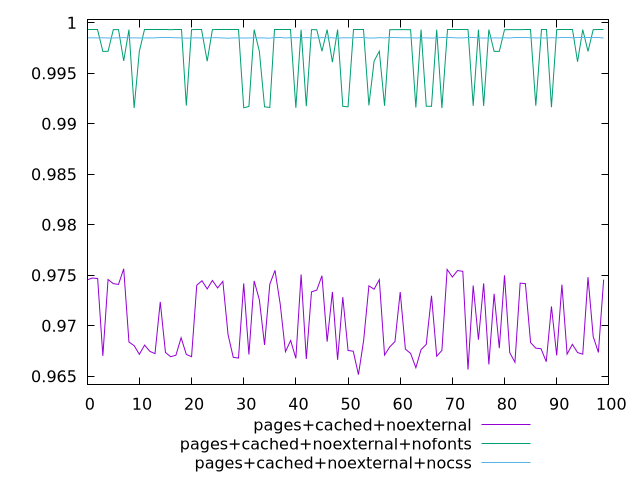 1
0.995
0.99
0.985
0.98
0.975
0.97
0.965
0 10 20 30 40 50 60 70 80 90 100
pages+cached+noexternal
pages+cached+noexternal+nofonts
pages+cached+noexternal+nocss